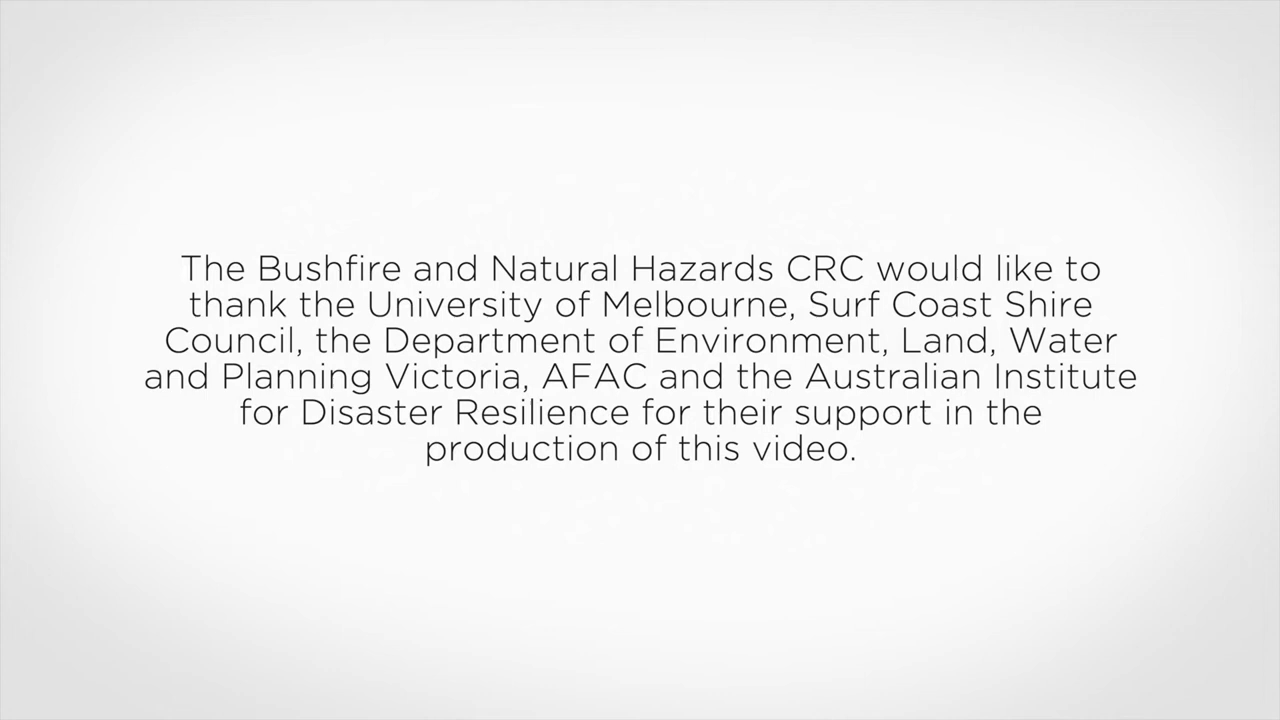 The Bushfire and Natural Hazards CRC would like to
thank the University of Melbourne, Surf Coast Shire
Council, the Department of Environment, Land, Water
and Planning Victoria, AFAC and the Australian Institute
for Disaster Resilience for their support in the
production of this video.